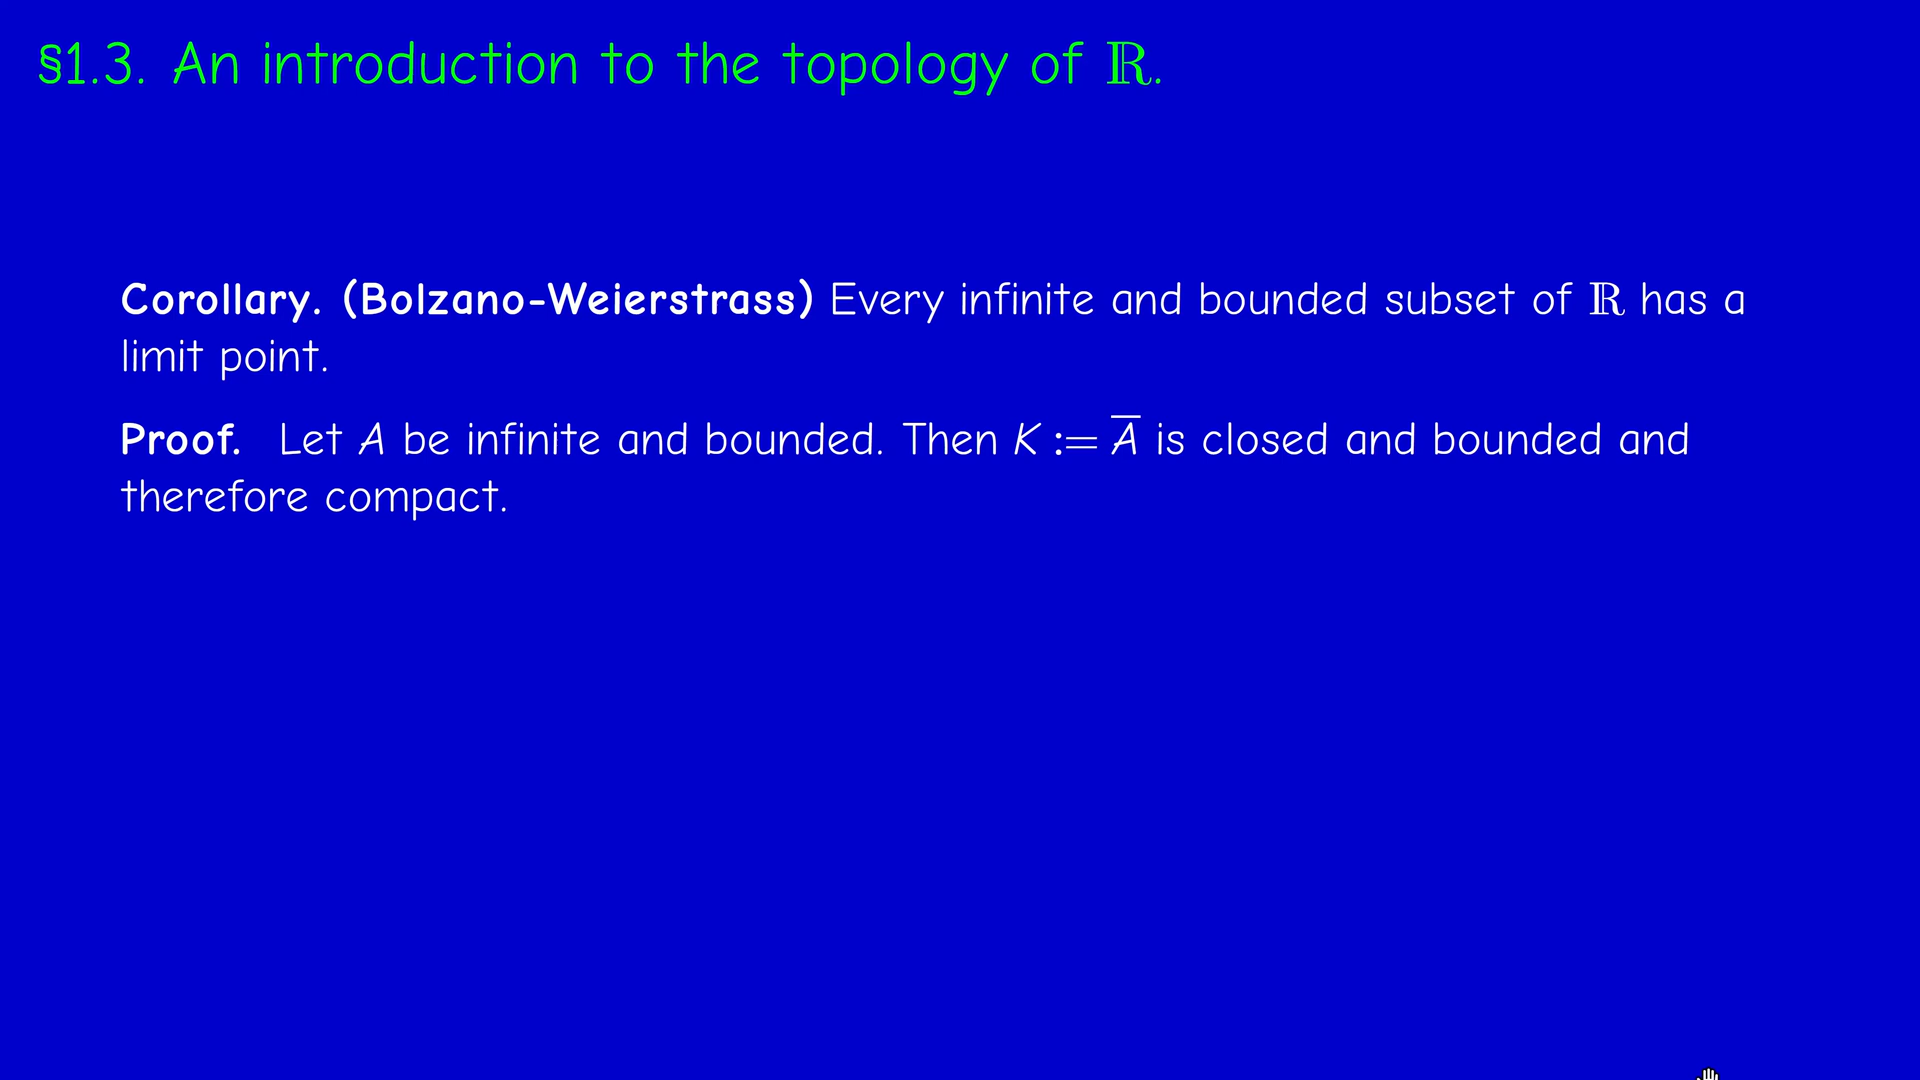 §1.3. An introduction to the topology of ℝ.
Corollary. (Bolzano-Weierstrass) Every infinite and bounded subset of ℝ has a
limit point.
Proof. Let A be infinite and bounded. Then K := A̅ is closed and bounded and
therefore compact.